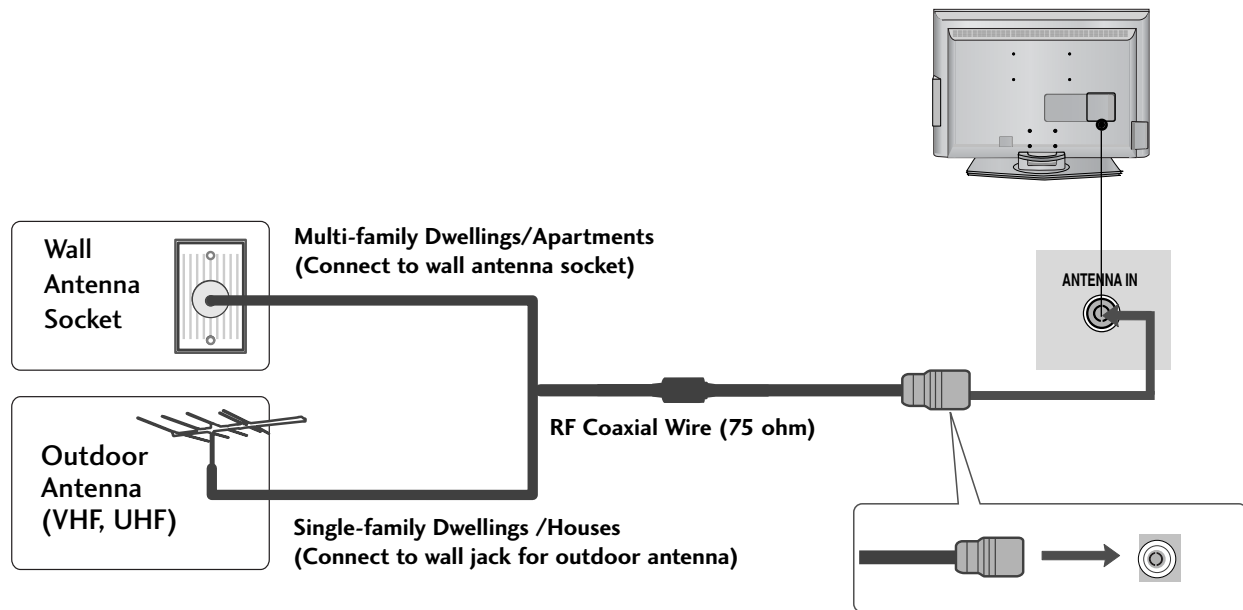 Wall
Antenna
Socket
Multi-family Dwellings/Apartments
(Connect to wall antenna socket)
ANTENNA IN
RF Coaxial Wire (75 ohm)
Outdoor
Antenna
(VHF, UHF)
Single-family Dwellings /Houses
(Connect to wall jack for outdoor antenna)